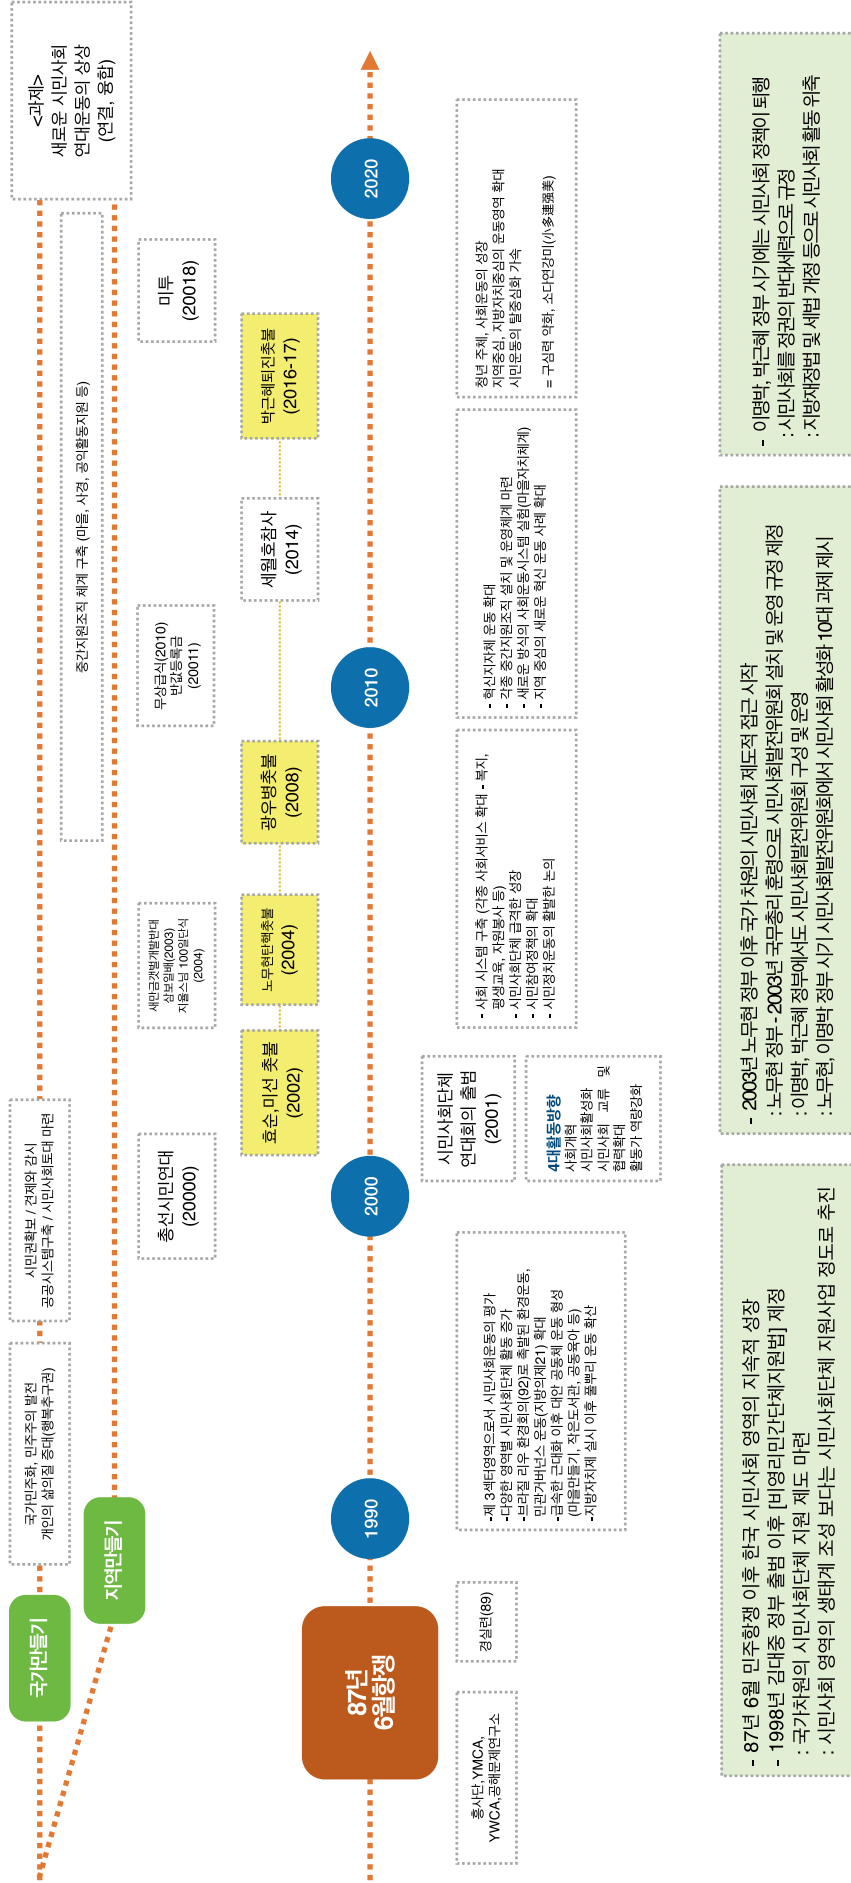 국가만들기
지역만들기
국가민주화, 민주주의 발전
개인의 삶의질 증대(행복추구권)
시민권확보 / 견제와 감시
공공시스템구축 / 시민사회토대 마련
중간지원조직 체계 구축 (마을, 사경, 공익활동지원 등)
<과제>
새로운 시민사회
연대운동의 상상
(연결, 융합)
총선시민연대
(20000)
새만금갯벌개발반대
삼보일배(2003)
지율스님 100일단식
(2004)
무상급식(2010)
반값등록금
(20011)
미투
(20018)
효순,미선 촛불
(2002)
노무현탄핵촛불
(2004)
광우병촛불
(2008)
세월호참사
(2014)
박근혜퇴진촛불
(2016-17)
87년
6월항쟁
1990
2000
2010
2020
흥사단,YMCA,
YWCA,공해문제연구소
경실련(89)
-제 3섹터영역으로서 시민사회운동의 평가
-다양한 영역별 시민사회단체 활동 증가
-브라질 리우 환경회의(92)로 촉발된 환경운동,
민관거버넌스 운동(지방의제21) 확대
-급속한 근대화 이후 대안 공동체 운동 형성
(마을만들기, 작은도서관, 공동육아 등)
-지방자치제 실시 이후 풀뿌리 운동 확산
시민사회단체
연대회의 출범
(2001)
4대활동방향
사회개혁
시민사회활성화
시민사회 교류 및
협력확대
활동가 역량강화
- 사회 시스템 구축 (각종 사회서비스 확대 - 복지,
평생교육, 자원봉사 등)
- 시민사회단체 급격한 성장
- 시민참여정책의 확대
- 시민정치운동의 활발한 논의
- 혁신지자체 운동 확대
- 각종 중간지원조직 설치 및 운영체계 마련
- 새로운 방식의 사회운동시스템 실험(마을자치체계)
- 지역 중심의 새로운 혁신 운동 사례 확대
청년 주체, 사회운동의 성장
지역중심, 지방자치중심의 운동영역 확대
시민운동의 탈중심화 가속
= 구심력 약화, 소다연강미(小多連强美)
- 87년 6월 민주항쟁 이후 한국 시민사회 영역의 지속적 성장
- 1998년 김대중 정부 출범 이후 [비영리민간단체지원법] 제정
: 국가차원의 시민사회단체 지원 제도 마련
: 시민사회 영역의 생태계 조성 보다는 시민사회단체 지원사업 정도로 추진
- 2003년 노무현 정부 이후 국가 차원의 시민사회 제도적 접근 시작
: 노무현 정부 - 2003년 국무총리 훈령으로 시민사회발전위원회 설치 및 운영 규정 제정
: 이명박, 박근혜 정부에서도 시민사회발전위원회 구성 및 운영
: 노무현, 이명박 정부 시기 시민사회발전위원회에서 시민사회 활성화 10대 과제 제시
- 이명박, 박근혜 정부 시기에는 시민사회 정책이 퇴행
: 시민사회를 정권의 반대세력으로 규정
: 지방재정법 및 세법 개정 등으로 시민사회 활동 위축